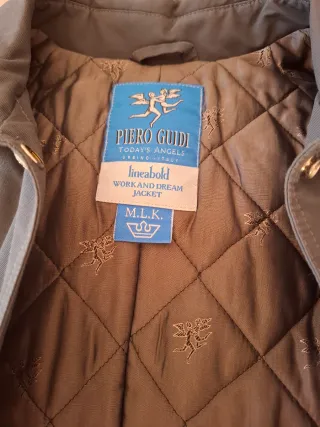 PIERO GUIDI
TODAY'S ANGELS
URBINO-ITALY
lineabold
WORK AND DREAM
JACKET
M.L.K.